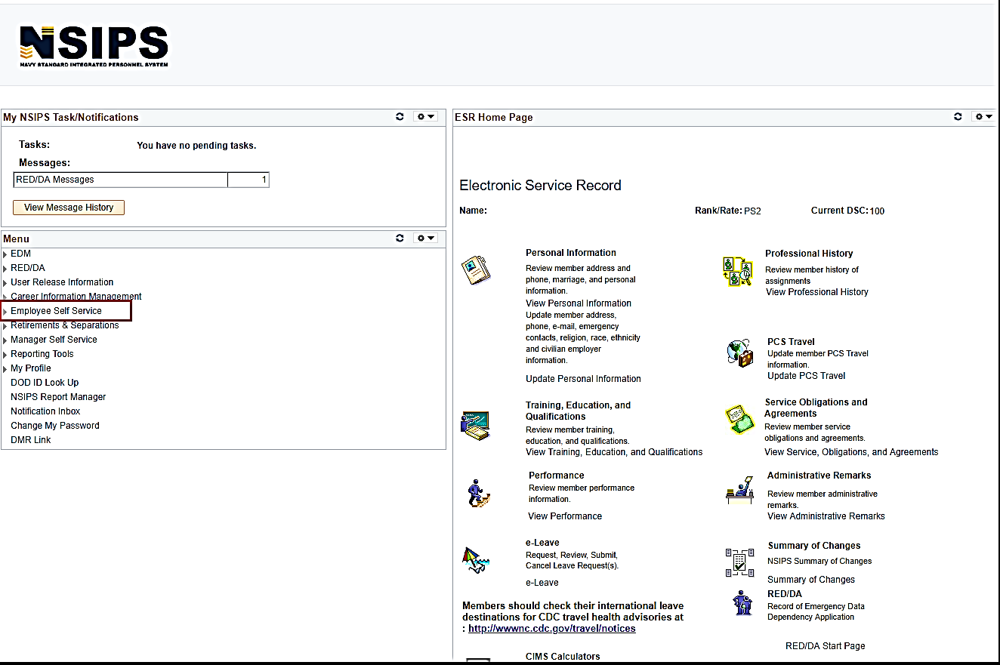 NSIPS
NAVY STANDARD INTEGRATED PERSONNEL SYSTEM
My NSIPS Task/Notifications
Tasks:
You have no pending tasks.
Messages:
RED/DA Messages 1
View Message History
Menu
EDM
RED/DA
User Release Information
Career Information Management
Employee Self Service
Retirements & Separations
Manager Self Service
Reporting Tools
My Profile
DOD ID Look Up
NSIPS Report Manager
Notification Inbox
Change My Password
DMR Link
ESR Home Page
Electronic Service Record
Name:
Rank/Rate: PS2
Current DSC: 100
Personal Information
Review member address and
phone, marriage, and personal
information.
View Personal Information
Update member address,
phone, e-mail, emergency
contacts, religion, race, ethnicity
and civilian employer
information.
Update Personal Information
Professional History
Review member history of
assignments
View Professional History
PCS Travel
Update member PCS Travel
information.
Update PCS Travel
Training, Education, and
Qualifications
Review member training,
education, and qualifications.
View Training, Education, and Qualifications
Service Obligations and
Agreements
Review member service
obligations and agreements.
View Service, Obligations, and Agreements
Performance
Review member performance
information.
View Performance
Administrative Remarks
Review member administrative
remarks.
View Administrative Remarks
e-Leave
Request, Review, Submit,
Cancel Leave Request(s).
e-Leave
Summary of Changes
NSIPS Summary of Changes
Summary of Changes
RED/DA
Record of Emergency Data
Dependency Application
RED/DA Start Page
Members should check their international leave
destinations for CDC travel health advisories at
: http://wwwnc.cdc.gov/travel/notices
CIMS Calculators